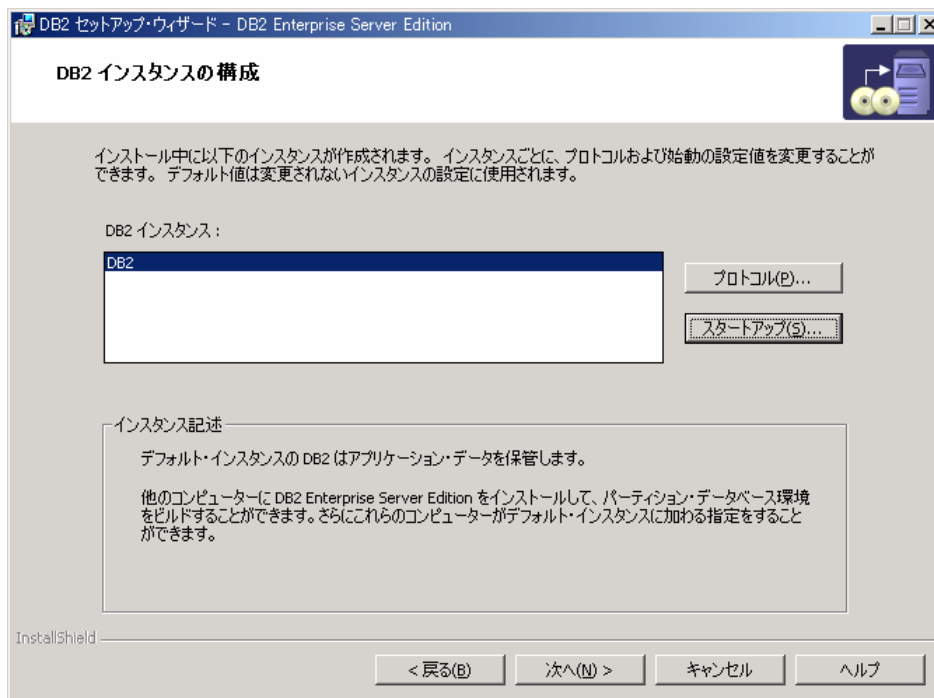 DB2 セットアップ・ウィザード - DB2 Enterprise Server Edition
DB2 インスタンスの構成
インストール中に以下のインスタンスが作成されます。 インスタンスごとに、プロトコルおよび始動の設定値を変更することが
できます。 デフォルト値は変更されないインスタンスの設定に使用されます。
DB2 インスタンス :
DB2
プロトコル(P)...
スタートアップ(S)...
インスタンス記述
デフォルト・インスタンスの DB2 はアプリケーション・データを保管します。
他のコンピューターに DB2 Enterprise Server Edition をインストールして、パーティション・データベース環境
をビルドすることができます。さらにこれらのコンピューターがデフォルト・インスタンスに加わる指定をすること
ができます。
InstallShield
< 戻る(B)
次へ(N) >
キャンセル
ヘルプ